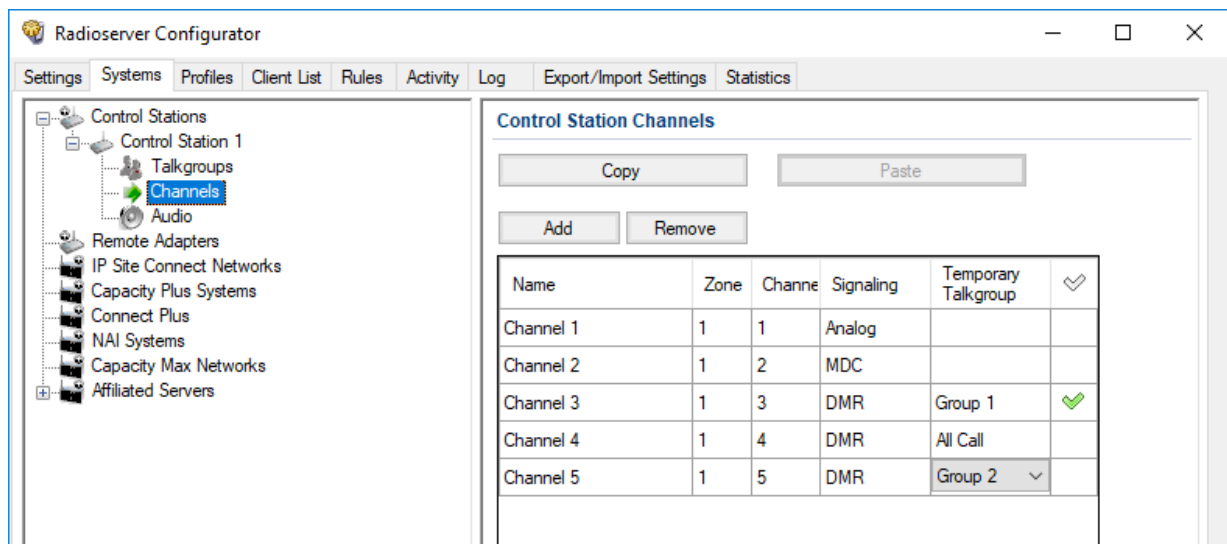 Radioserver Configurator
Settings Systems Profiles Client List Rules Activity Log Export/Import Settings Statistics
Control Stations
Control Station 1
Talkgroups
Channels
Audio
Remote Adapters
IP Site Connect Networks
Capacity Plus Systems
Connect Plus
NAI Systems
Capacity Max Networks
Affiliated Servers
Control Station Channels
Copy Paste
Add Remove
Name Zone Channe Signaling Temporary
Talkgroup
Channel 1 1 1 Analog
Channel 2 1 2 MDC
Channel 3 1 3 DMR Group 1
Channel 4 1 4 DMR All Call
Channel 5 1 5 DMR Group 2